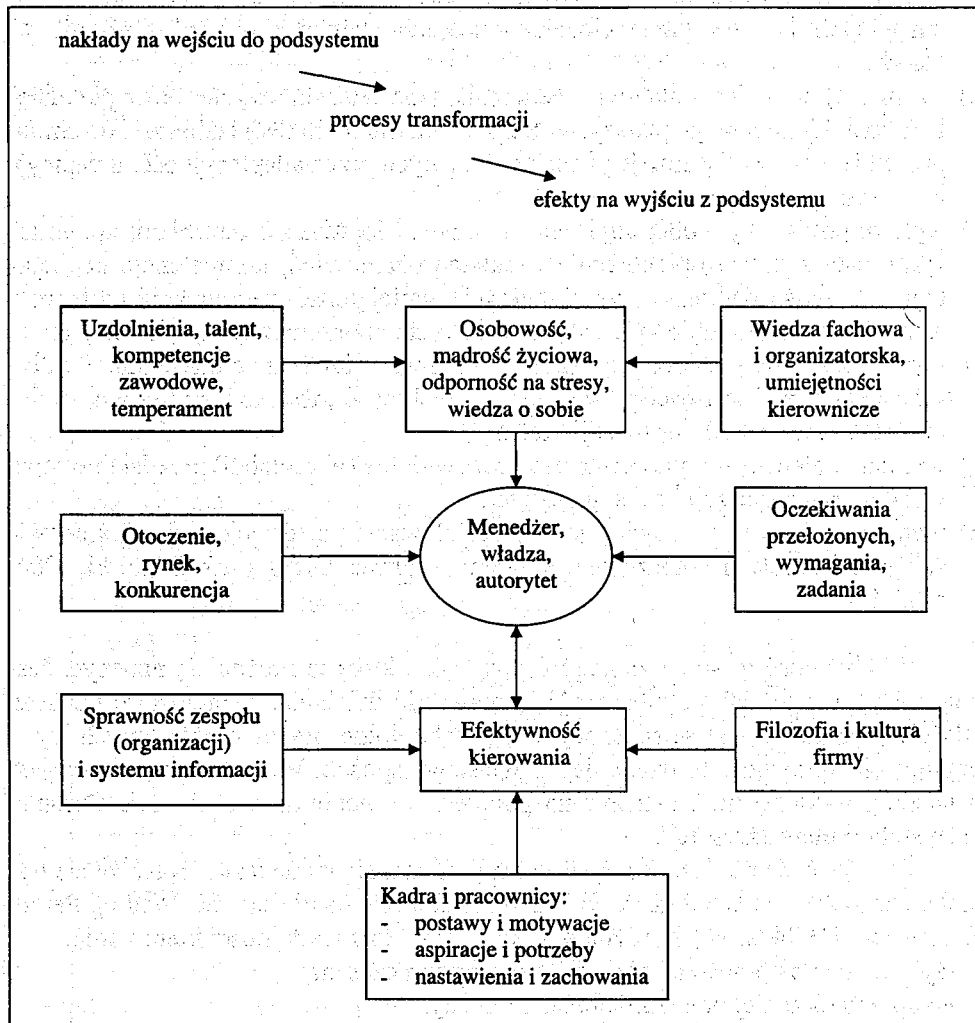 nakłady na wejściu do podsystemu
procesy transformacji
efekty na wyjściu z podsystemu
Uzdolnienia, talent,
kompetencje
zawodowe,
temperament
Osobowość,
mądrość życiowa,
odporność na stresy,
wiedza o sobie
Wiedza fachowa
i organizatorska,
umiejętności
kierownicze
Otoczenie,
rynek,
konkurencja
Menedżer,
władza,
autorytet
Oczekiwania
przełożonych,
wymagania,
zadania
Sprawność zespołu
(organizacji)
i systemu informacji
Efektywność
kierowania
Filozofia i kultura
firmy
Kadra i pracownicy:
- postawy i motywacje
- aspiracje i potrzeby
- nastawienia i zachowania